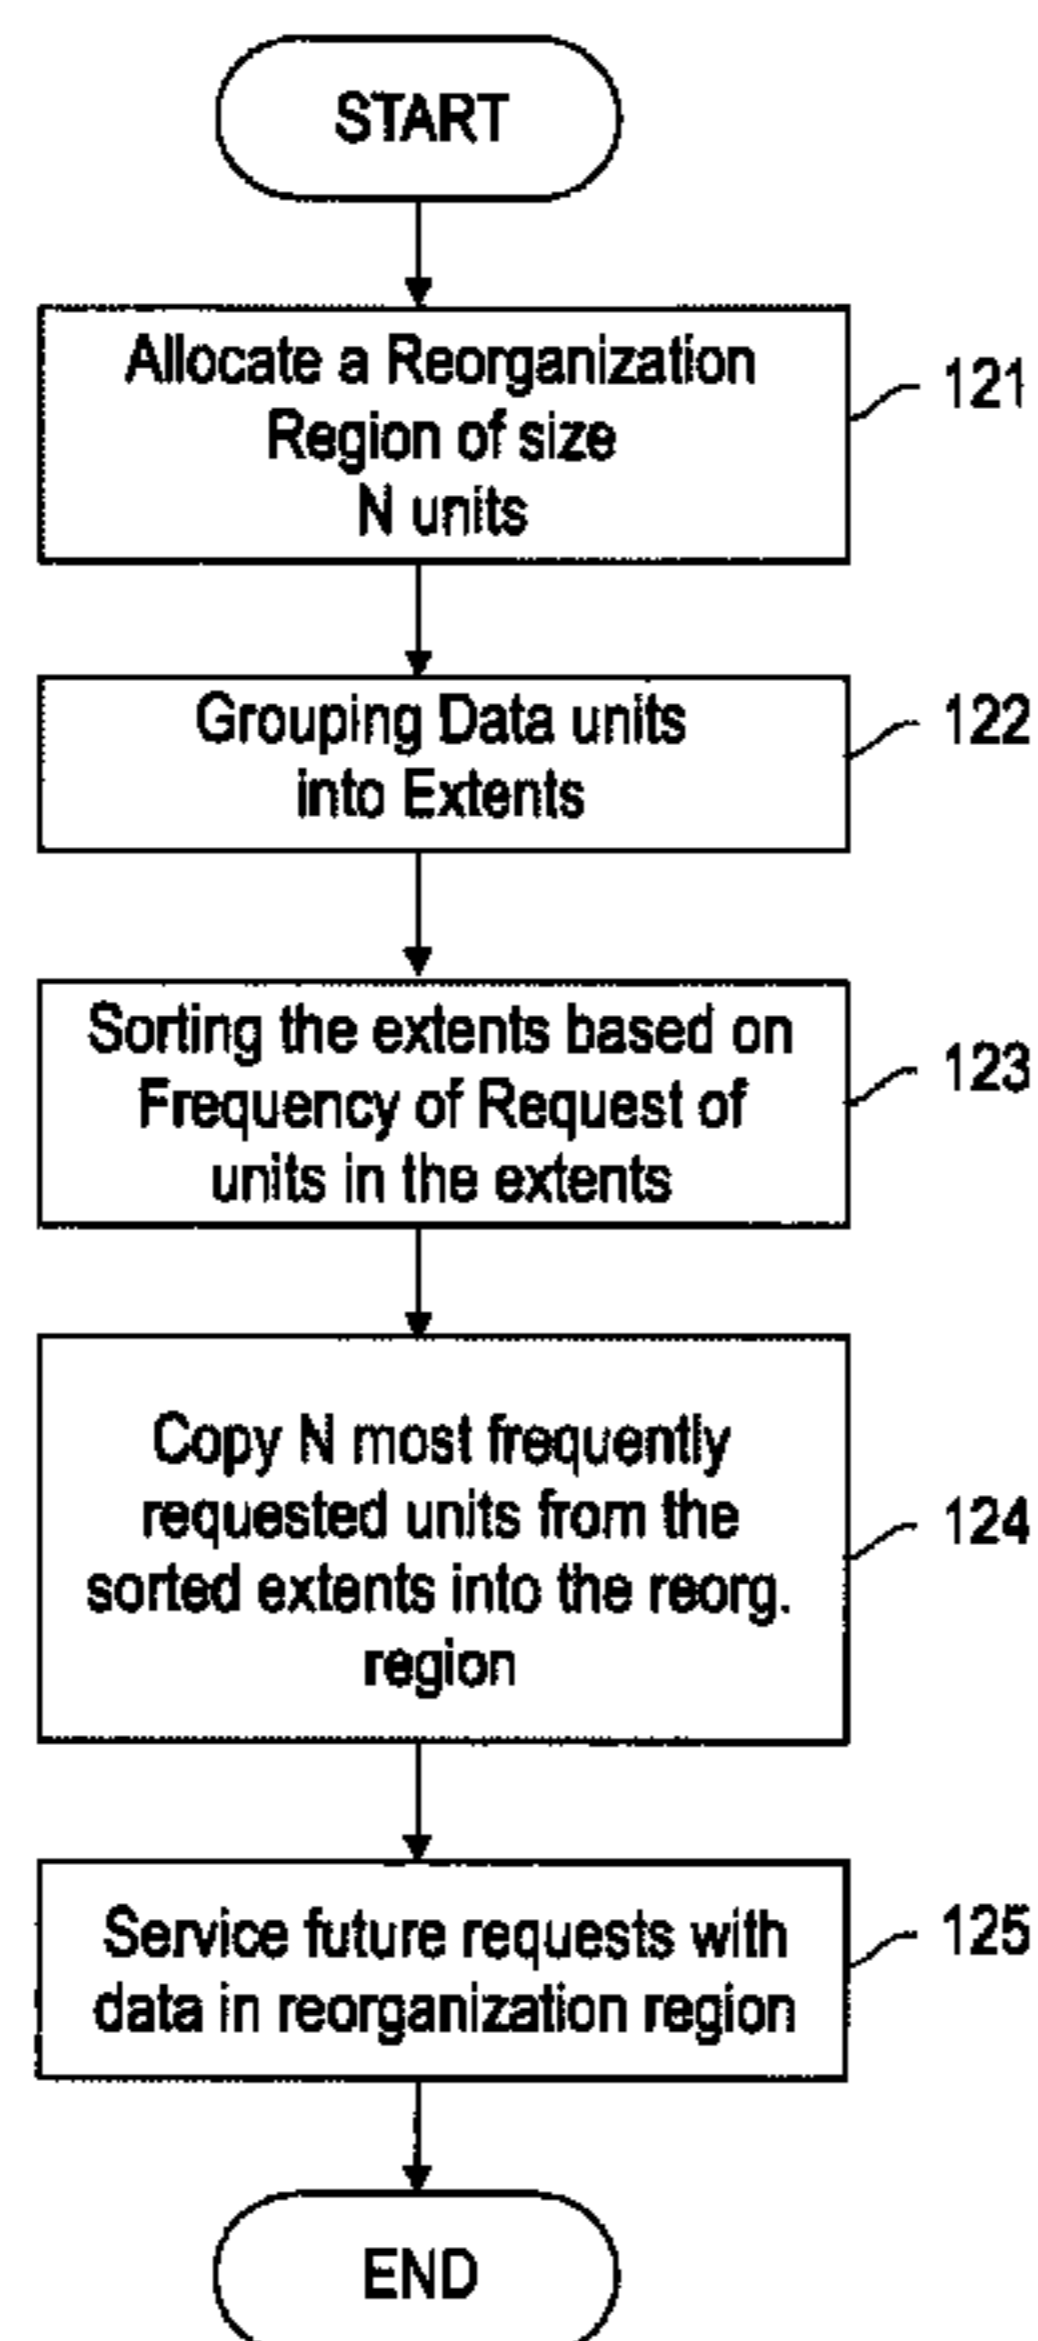 START
Allocate a Reorganization
Region of size
N units
121
Grouping Data units
into Extents
122
Sorting the extents based on
Frequency of Request of
units in the extents
123
Copy N most frequently
requested units from the
sorted extents into the reorg.
region
124
Service future requests with
data in reorganization region
125
END